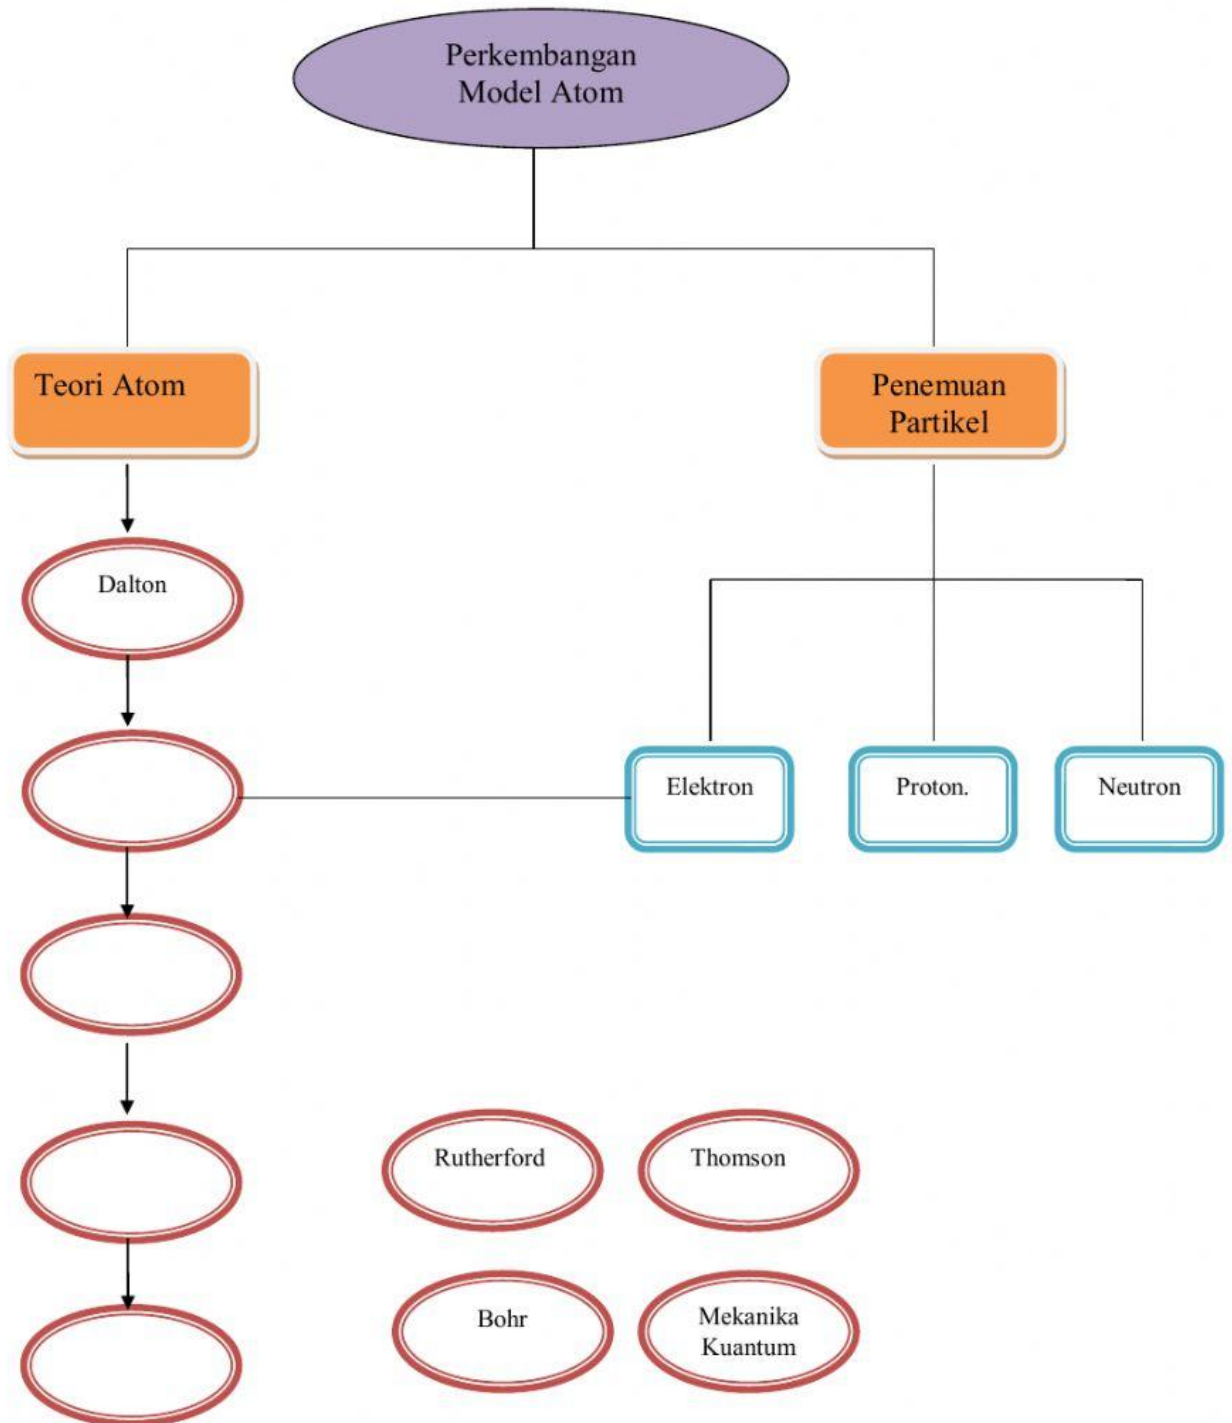 Perkembangan
Model Atom
Teori Atom
Penemuan
Partikel
Dalton
Elektron
Proton.
Neutron
Rutherford
Thomson
Bohr
Mekanika
Kuantum